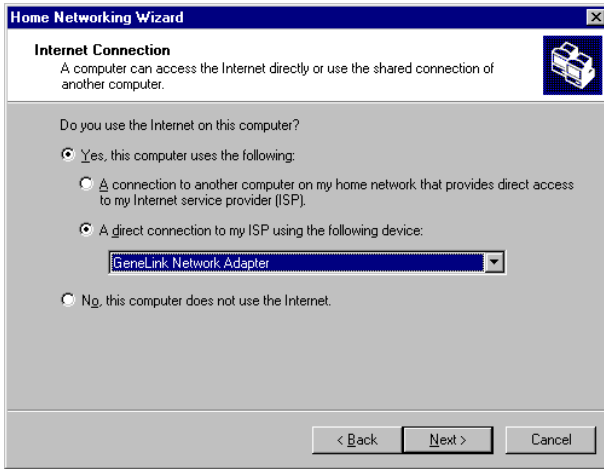 Home Networking Wizard
Internet Connection
A computer can access the Internet directly or use the shared connection of
another computer.
Do you use the Internet on this computer?
Yes, this computer uses the following:
A connection to another computer on my home network that provides direct access
to my Internet service provider (ISP).
A direct connection to my ISP using the following device:
GeneLink Network Adapter
No, this computer does not use the Internet.
< Back
Next >
Cancel